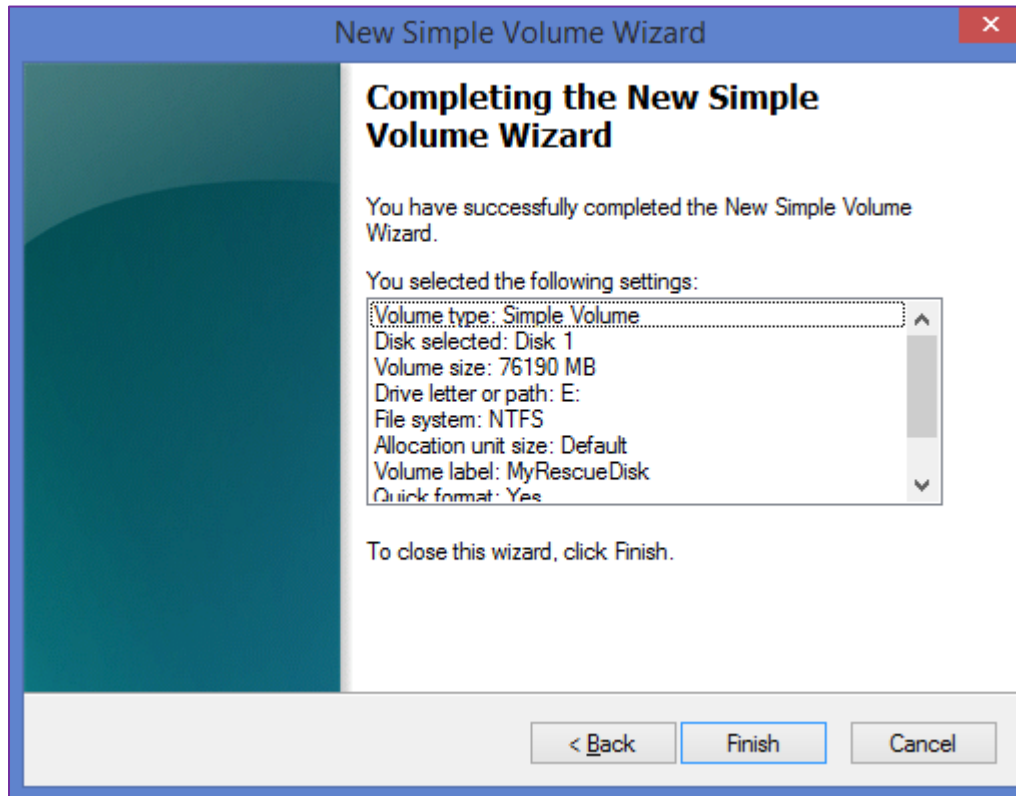 New Simple Volume Wizard
Completing the New Simple
Volume Wizard
You have successfully completed the New Simple Volume
Wizard.
You selected the following settings:
Volume type: Simple Volume
Disk selected: Disk 1
Volume size: 76190 MB
Drive letter or path: E:
File system: NTFS
Allocation unit size: Default
Volume label: MyRescueDisk
Quick format: Yes
To close this wizard, click Finish.
< Back
Finish
Cancel